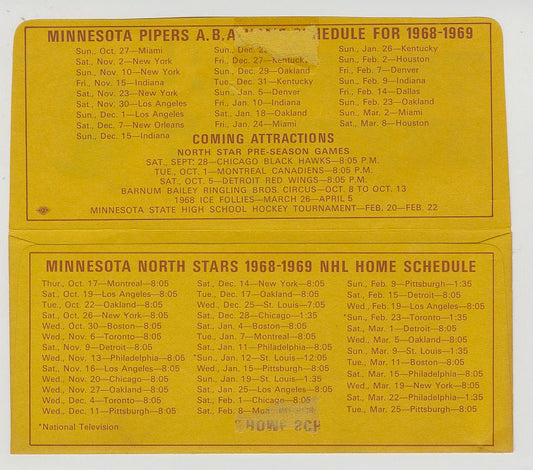 MINNESOTA PIPERS A.B.A. SCHEDULE FOR 1968-1969
Sun., Oct. 27—Miami
Sat., Nov. 2—New York
Sun., Nov. 10—New York
Fri., Nov. 15—Indiana
Sat., Nov. 23—New York
Sat., Nov. 30—Los Angeles
Sun., Dec. 1—Los Angeles
Sat., Dec. 7—New Orleans
Sun., Dec. 15—Indiana
Sun., Dec.
Fri., Dec. 27—Kentucky
Sun., Dec. 29—Oakland
Tue., Dec. 31—Kentucky
Sun., Jan. 5—Denver
Fri., Jan. 10—Indiana
Sat., Jan. 18—Oakland
Fri., Jan. 24—Miami
Sun., Jan. 26—Kentucky
Sun., Feb. 2—Houston
Fri., Feb. 7—Denver
Sun., Feb. 9—Indiana
Fri., Feb. 14—Dallas
Sun., Feb. 23—Oakland
Sun., Mar. 2—Miami
Sat., Mar. 8—Houston
COMING ATTRACTIONS
NORTH STAR PRE-SEASON GAMES
SAT., SEPT. 28—CHICAGO BLACK HAWKS—8:05 P.M.
TUE., OCT. 1—MONTREAL CANADIENS—8:05 P.M.
SAT., OCT. 5—DETROIT RED WINGS—8:05 P.M.
BARNUM BAILEY RINGLING BROS. CIRCUS—OCT. 8 TO OCT. 13
1968 ICE FOLLIES—MARCH 26—APRIL 5
MINNESOTA STATE HIGH SCHOOL HOCKEY TOURNAMENT—FEB. 20—FEB. 22
MINNESOTA NORTH STARS 1968-1969 NHL HOME SCHEDULE
Thur., Oct. 17—Montreal—8:05
Sat., Oct. 19—Los Angeles—8:05
Tue., Oct. 22—Oakland—8:05
Sat., Oct. 26—New York—8:05
Wed., Oct. 30—Boston—8:05
Wed., Nov. 6—Toronto—8:05
Sat., Nov. 9—Detroit—8:05
Wed., Nov. 13—Philadelphia—8:05
Sat., Nov. 16—Los Angeles—8:05
Wed., Nov. 20—Chicago—8:05
Wed., Nov. 27—Oakland—8:05
Wed., Dec. 4—Toronto—8:05
Wed., Dec. 11—Pittsburgh—8:05
*National Television
Sat., Dec. 14—New York—8:05
Tue., Dec. 17—Oakland—8:05
Wed., Dec. 25—St. Louis—7:05
Sat., Dec. 28—Chicago—1:35
Sat., Jan. 4—Boston—8:05
Tue., Jan. 7—Montreal—8:05
Sat., Jan. 11—Philadelphia—8:05
*Sun., Jan. 12—St. Louis—12:05
Wed., Jan. 15—Pittsburgh—8:05
Sun., Jan. 19—St. Louis—1:35
Sat., Jan. 25—Los Angeles—8:05
Sat., Feb. 1—Chicago—8:05
Sat., Feb. 8—
Sun., Feb. 9—Pittsburgh—1:35
Sat., Feb. 15—Detroit—8:05
Wed., Feb. 19—Los Angeles—8:05
*Sun., Feb. 23—Toronto—1:35
Sat., Mar. 1—Detroit—8:05
Wed., Mar. 5—Oakland—8:05
Sun., Mar. 9—St. Louis—1:35
Tue., Mar. 11—Boston—8:05
Sat., Mar. 15—Philadelphia—8:05
Wed., Mar. 19—New York—8:05
Sat., Mar. 22—Philadelphia—1:35
Tue., Mar. 25—Pittsburgh—8:05